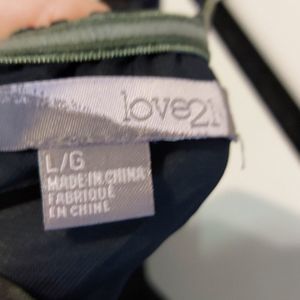 love21
L/G
MADE IN CHINA
FABRIQUÉ
EN CHINE